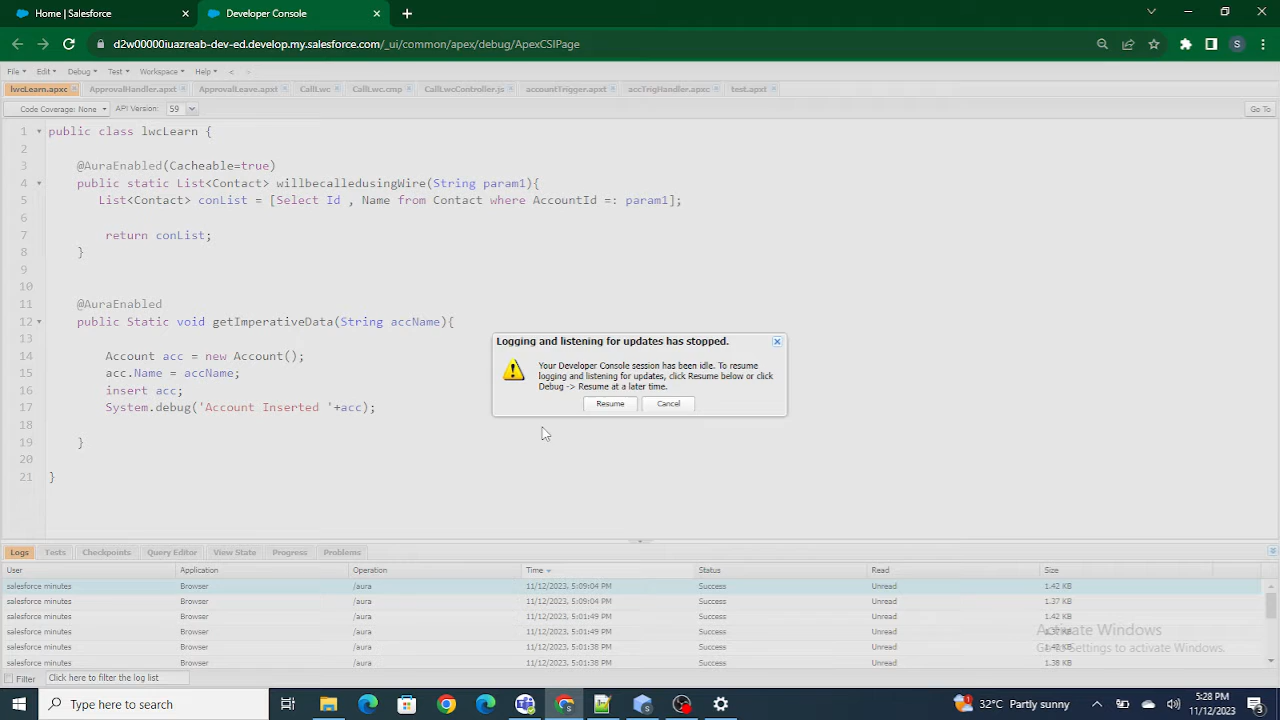 Home | Salesforce
Developer Console
d2w00000iuazreab-dev-ed.develop.my.salesforce.com/_ui/common/apex/debug/ApexCSIPage
S
File Edit Debug Test Workspace Help < >
lwcLearn.apxc ApprovalHandler.apxt ApprovalLeave.apxt CallLwc CallLwc.cmp CallLwcController.js accountTrigger.apxt accTrigHandler.apxc test.apxt
Code Coverage: None API Version: 59 Go To
1 public class lwcLearn {
2
3 @AuraEnabled(Cacheable=true)
4 public static List<Contact> willbecalledusingWire(String param1){
5 List<Contact> conList = [Select Id , Name from Contact where AccountId =: param1];
6
7 return conList;
8 }
9
10
11 @AuraEnabled
12 public Static void getImperativeData(String accName){
13
14 Account acc = new Account();
15 acc.Name = accName;
16 insert acc;
17 System.debug('Account Inserted '+acc);
18
19 }
20
21 }
Logging and listening for updates has stopped.
Your Developer Console session has been idle. To resume
logging and listening for updates, click Resume below or click
Debug -> Resume at a later time.
Resume Cancel
Logs Tests Checkpoints Query Editor View State Progress Problems
User Application Operation Time Status Read Size
salesforce minutes Browser /aura 11/12/2023, 5:09:04 PM Success Unread 1.42 KB
salesforce minutes Browser /aura 11/12/2023, 5:09:04 PM Success Unread 1.37 KB
salesforce minutes Browser /aura 11/12/2023, 5:01:49 PM Success Unread 1.42 KB
salesforce minutes Browser /aura 11/12/2023, 5:01:49 PM Success Unread
salesforce minutes Browser /aura 11/12/2023, 5:01:38 PM Success Unread
salesforce minutes Browser /aura 11/12/2023, 5:01:38 PM Success Unread 1.38 KB
Activate Windows
Go to Settings to activate Windows.
Filter Click here to filter the log list
Type here to search
32°C Partly sunny
5:28 PM
11/12/2023